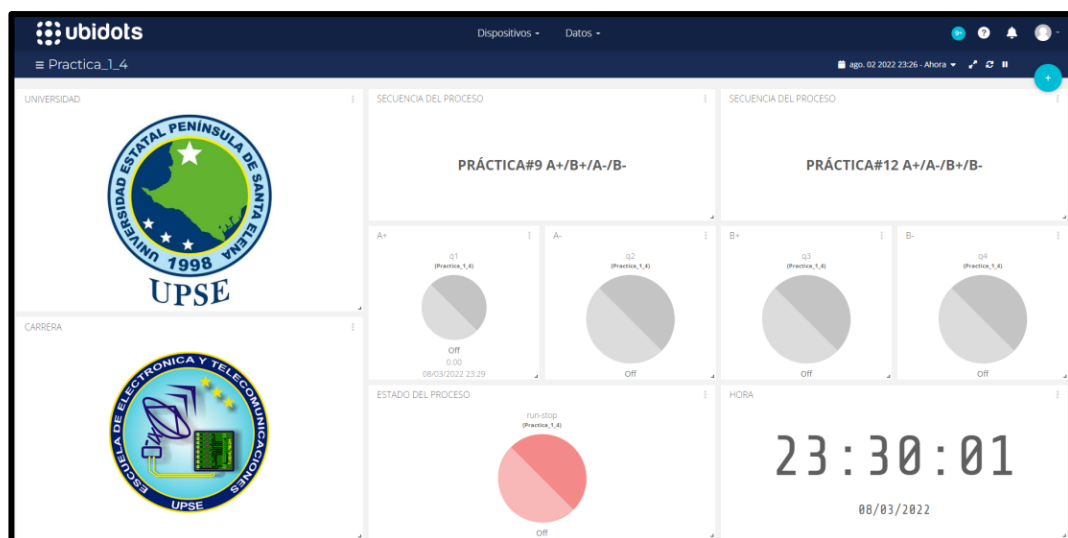 ubidots
Dispositivos
Datos
9+
?
≡ Practica_1_4
ago. 02 2022 23:26 - Ahora
+
UNIVERSIDAD
UNIVERSIDAD ESTATAL PENÍNSULA DE SANTA ELENA
1998
UPSE
SECUENCIA DEL PROCESO
PRÁCTICA#9 A+/B+/A-/B-
SECUENCIA DEL PROCESO
PRÁCTICA#12 A+/A-/B+/B-
A+
q1
(Practica_1_4)
Off
0.00
08/03/2022 23:29
A-
q2
(Practica_1_4)
Off
B+
q3
(Practica_1_4)
Off
B-
q4
(Practica_1_4)
Off
CARRERA
ESCUELA DE ELECTRONICA Y TELECOMUNICACIONES
UPSE
ESTADO DEL PROCESO
run-stop
(Practica_1_4)
Off
HORA
23:30:01
08/03/2022